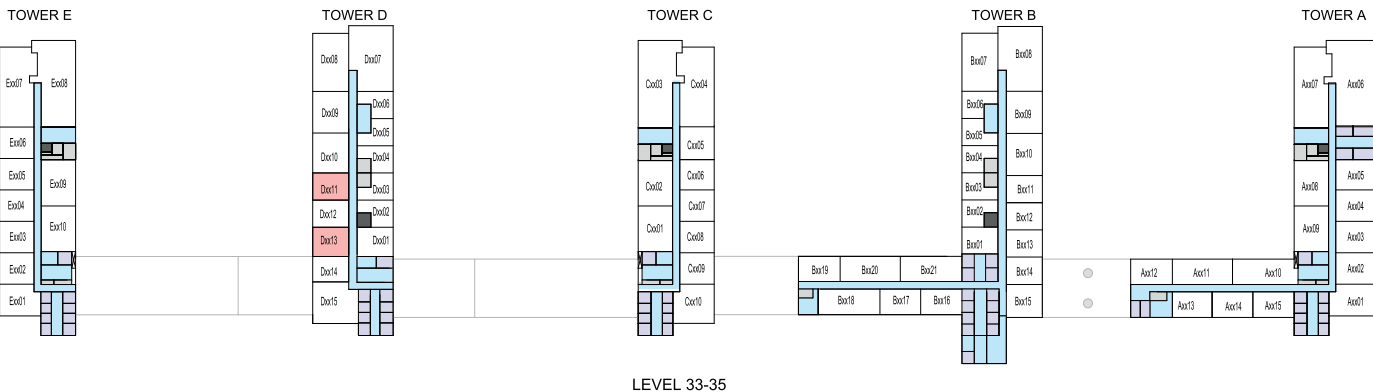 TOWER E
TOWER D
TOWER C
TOWER B
TOWER A
Exx07
Exx08
Exx06
Exx05
Exx09
Exx04
Exx03
Exx10
Exx02
Exx01
Dxx08
Dxx07
Dxx06
Dxx09
Dxx05
Dxx10
Dxx04
Dxx11
Dxx03
Dxx12
Dxx02
Dxx13
Dxx01
Dxx14
Dxx15
Cxx03
Cxx04
Cxx05
Cxx06
Cxx02
Cxx07
Cxx01
Cxx08
Cxx09
Cxx10
Bxx07
Bxx08
Bxx06
Bxx09
Bxx05
Bxx04
Bxx10
Bxx03
Bxx11
Bxx02
Bxx12
Bxx01
Bxx13
Bxx19
Bxx20
Bxx21
Bxx14
Bxx18
Bxx17
Bxx16
Bxx15
Axx07
Axx06
Axx05
Axx08
Axx04
Axx09
Axx03
Axx12
Axx11
Axx10
Axx02
Axx13
Axx14
Axx15
Axx01
LEVEL 33-35